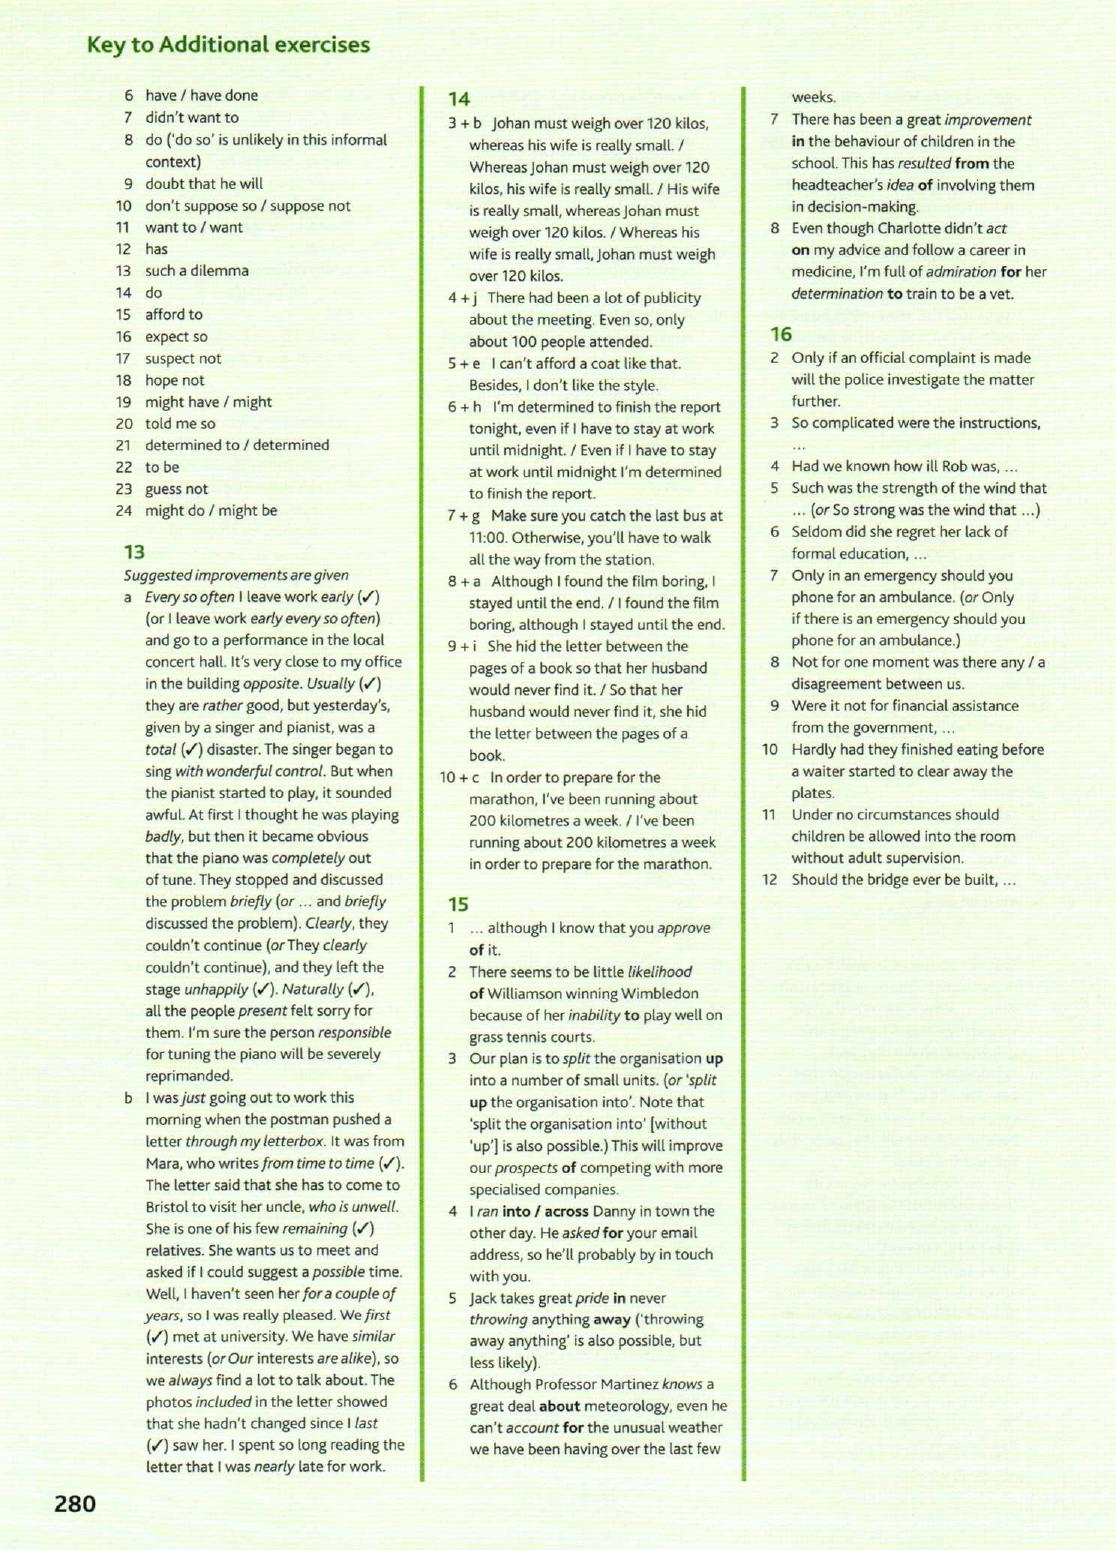 Key to Additional exercises
6 have / have done
7 didn't want to
8 do ('do so' is unlikely in this informal
context)
9 doubt that he will
10 don't suppose so / suppose not
11 want to / want
12 has
13 such a dilemma
14 do
15 afford to
16 expect so
17 suspect not
18 hope not
19 might have / might
20 told me so
21 determined to / determined
22 to be
23 guess not
24 might do / might be
13
Suggested improvements are given
a Every so often I leave work early (✓)
(or I leave work early every so often)
and go to a performance in the local
concert hall. It's very close to my office
in the building opposite. Usually (✓)
they are rather good, but yesterday's,
given by a singer and pianist, was a
total (✓) disaster. The singer began to
sing with wonderful control. But when
the pianist started to play, it sounded
awful. At first I thought he was playing
badly, but then it became obvious
that the piano was completely out
of tune. They stopped and discussed
the problem briefly (or ... and briefly
discussed the problem). Clearly, they
couldn't continue (or They clearly
couldn't continue), and they left the
stage unhappily (✓). Naturally (✓),
all the people present felt sorry for
them. I'm sure the person responsible
for tuning the piano will be severely
reprimanded.
b I was just going out to work this
morning when the postman pushed a
letter through my letterbox. It was from
Mara, who writes from time to time (✓).
The letter said that she has to come to
Bristol to visit her uncle, who is unwell.
She is one of his few remaining (✓)
relatives. She wants us to meet and
asked if I could suggest a possible time.
Well, I haven't seen her for a couple of
years, so I was really pleased. We first
(✓) met at university. We have similar
interests (or Our interests are alike), so
we always find a lot to talk about. The
photos included in the letter showed
that she hadn't changed since I last
(✓) saw her. I spent so long reading the
letter that I was nearly late for work.
14
3 + b Johan must weigh over 120 kilos,
whereas his wife is really small. /
Whereas Johan must weigh over 120
kilos, his wife is really small. / His wife
is really small, whereas Johan must
weigh over 120 kilos. / Whereas his
wife is really small, Johan must weigh
over 120 kilos.
4 + j There had been a lot of publicity
about the meeting. Even so, only
about 100 people attended.
5 + e I can't afford a coat like that.
Besides, I don't like the style.
6 + h I'm determined to finish the report
tonight, even if I have to stay at work
until midnight. / Even if I have to stay
at work until midnight I'm determined
to finish the report.
7 + g Make sure you catch the last bus at
11:00. Otherwise, you'll have to walk
all the way from the station.
8 + a Although I found the film boring, I
stayed until the end. / I found the film
boring, although I stayed until the end.
9 + i She hid the letter between the
pages of a book so that her husband
would never find it. / So that her
husband would never find it, she hid
the letter between the pages of a
book.
10 + c In order to prepare for the
marathon, I've been running about
200 kilometres a week. / I've been
running about 200 kilometres a week
in order to prepare for the marathon.
15
1 ... although I know that you approve
of it.
2 There seems to be little likelihood
of Williamson winning Wimbledon
because of her inability to play well on
grass tennis courts.
3 Our plan is to split the organisation up
into a number of small units. (or 'split
up the organisation into'. Note that
'split the organisation into' [without
'up'] is also possible.) This will improve
our prospects of competing with more
specialised companies.
4 I ran into / across Danny in town the
other day. He asked for your email
address, so he'll probably by in touch
with you.
5 Jack takes great pride in never
throwing anything away ('throwing
away anything' is also possible, but
less likely).
6 Although Professor Martinez knows a
great deal about meteorology, even he
can't account for the unusual weather
we have been having over the last few
weeks.
7 There has been a great improvement
in the behaviour of children in the
school. This has resulted from the
headteacher's idea of involving them
in decision-making.
8 Even though Charlotte didn't act
on my advice and follow a career in
medicine, I'm full of admiration for her
determination to train to be a vet.
16
2 Only if an official complaint is made
will the police investigate the matter
further.
3 So complicated were the instructions,
...
4 Had we known how ill Rob was, ...
5 Such was the strength of the wind that
... (or So strong was the wind that ...)
6 Seldom did she regret her lack of
formal education, ...
7 Only in an emergency should you
phone for an ambulance. (or Only
if there is an emergency should you
phone for an ambulance.)
8 Not for one moment was there any / a
disagreement between us.
9 Were it not for financial assistance
from the government, ...
10 Hardly had they finished eating before
a waiter started to clear away the
plates.
11 Under no circumstances should
children be allowed into the room
without adult supervision.
12 Should the bridge ever be built, ...
280